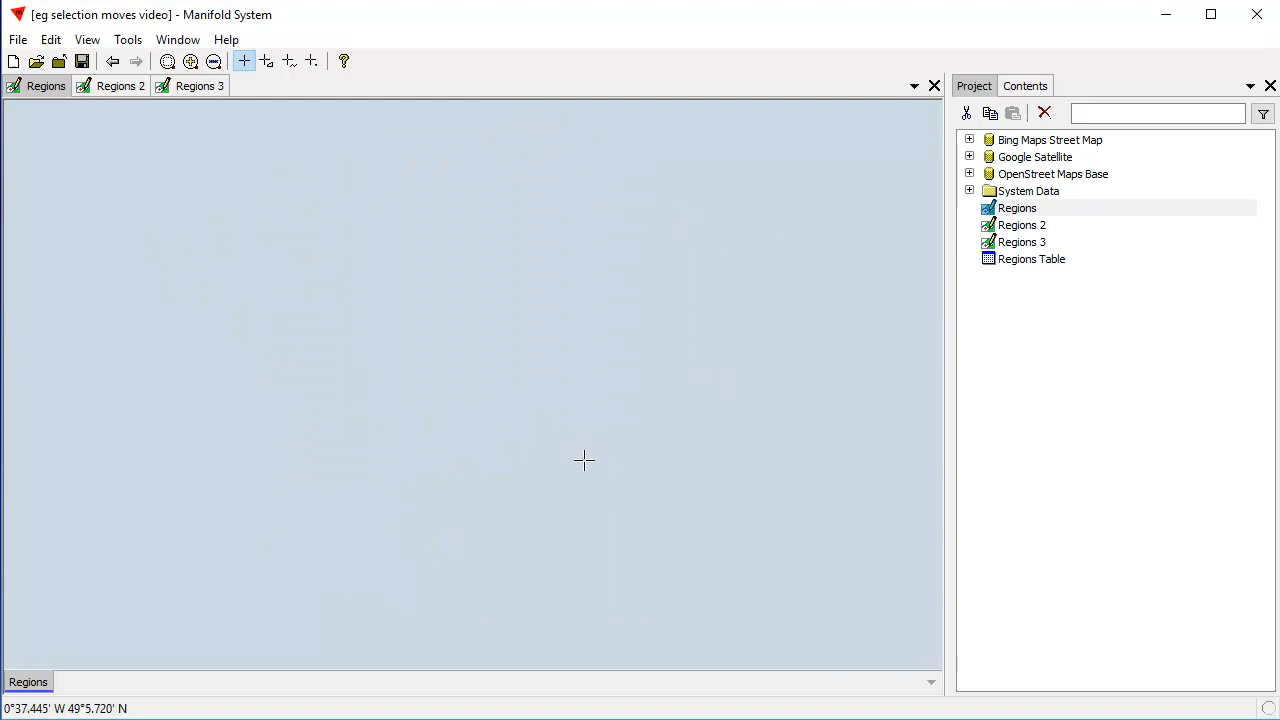 [eg selection moves video] - Manifold System
File Edit View Tools Window Help
Regions Regions 2 Regions 3
Project Contents
Bing Maps Street Map
Google Satellite
OpenStreet Maps Base
System Data
Regions
Regions 2
Regions 3
Regions Table
Regions
0°37.445' W 49°5.720' N